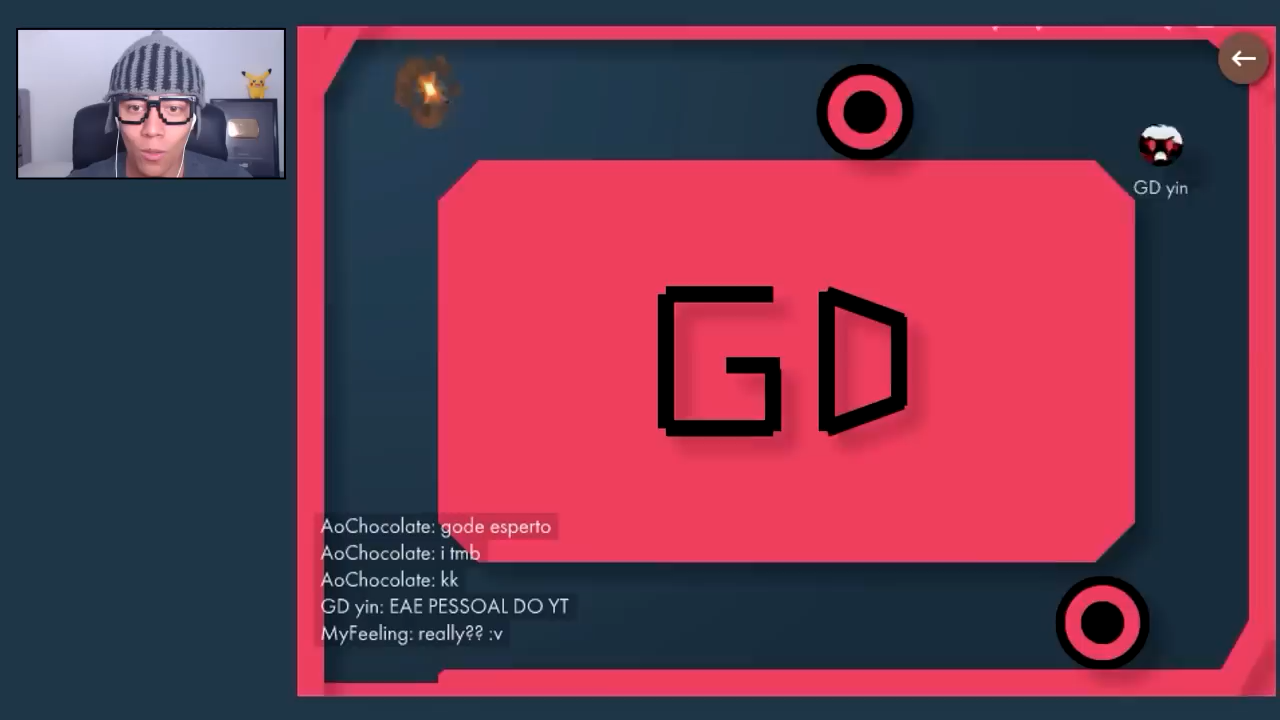 GD yin
GD
AoChocolate: gode esperto
AoChocolate: i tmb
AoChocolate: kk
GD yin: EAE PESSOAL DO YT
MyFeeling: really?? :v